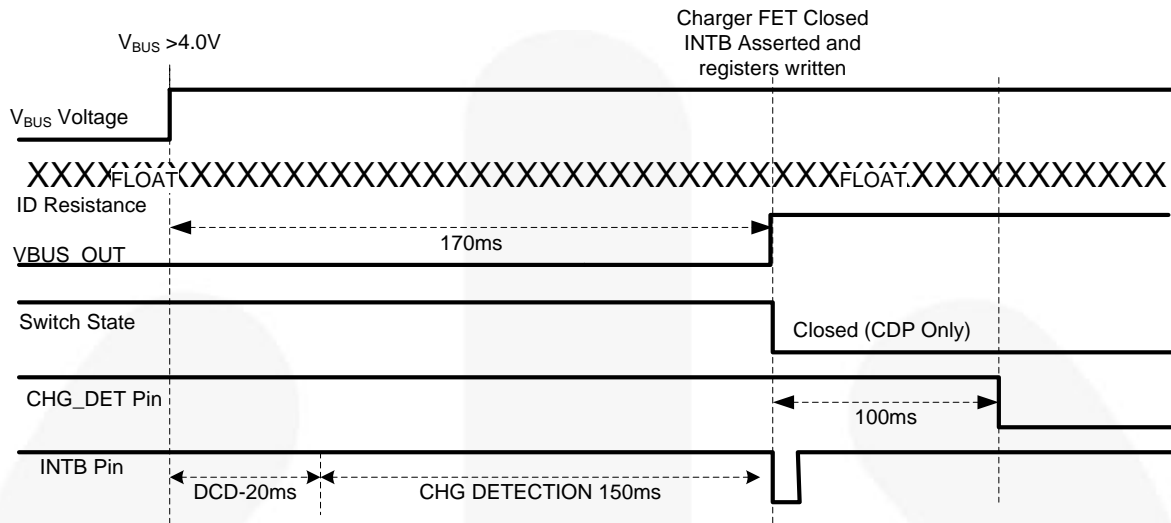 VBUS >4.0V
Charger FET Closed
INTB Asserted and
registers written
VBUS Voltage
XXXXFLOATXXXXXXXXXXXXXXXXXXXXXXXXXXXXXXXFLOATXXXXXXXXXXXXX
ID Resistance
170ms
VBUS_OUT
Switch State
Closed (CDP Only)
CHG_DET Pin
100ms
INTB Pin
DCD-20ms
CHG DETECTION 150ms